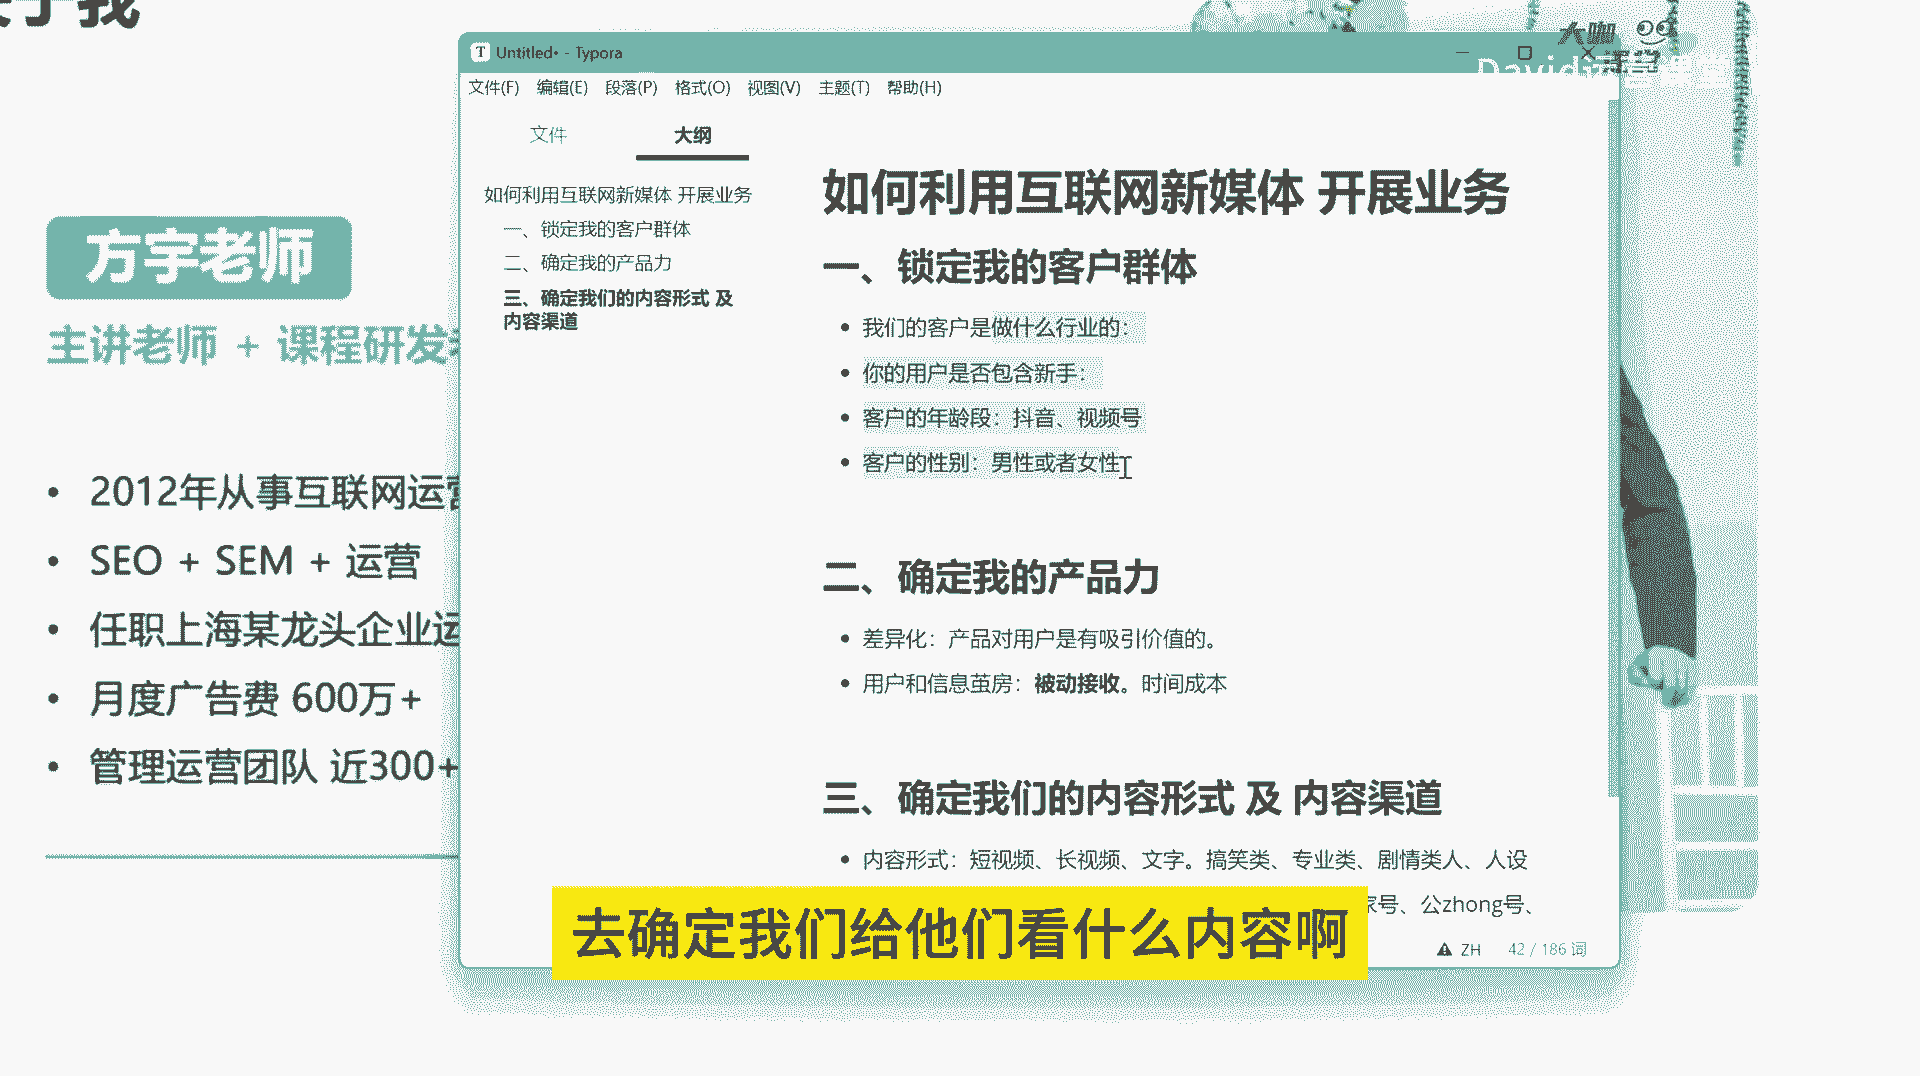 于我
方宇老师
主讲老师 + 课程研发
2012年从事互联网运营
SEO + SEM + 运营
任职上海某龙头企业运
月度广告费 600万+
管理运营团队 近300+
大咖
课堂
David运营课堂
Untitled• - Typora
文件(F) 编辑(E) 段落(P) 格式(O) 视图(V) 主题(T) 帮助(H)
文件 大纲
如何利用互联网新媒体 开展业务
一、锁定我的客户群体
二、确定我的产品力
三、确定我们的内容形式 及
内容渠道
如何利用互联网新媒体 开展业务
一、锁定我的客户群体
我们的客户是做什么行业的：
你的用户是否包含新手：
客户的年龄段：抖音、视频号
客户的性别：男性或者女性
二、确定我的产品力
差异化：产品对用户是有吸引价值的。
用户和信息茧房：被动接收。时间成本
三、确定我们的内容形式 及 内容渠道
内容形式：短视频、长视频、文字。搞笑类、专业类、剧情类人、人设
家号、公zhong号、
去确定我们给他们看什么内容啊
ZH 42 / 186 词